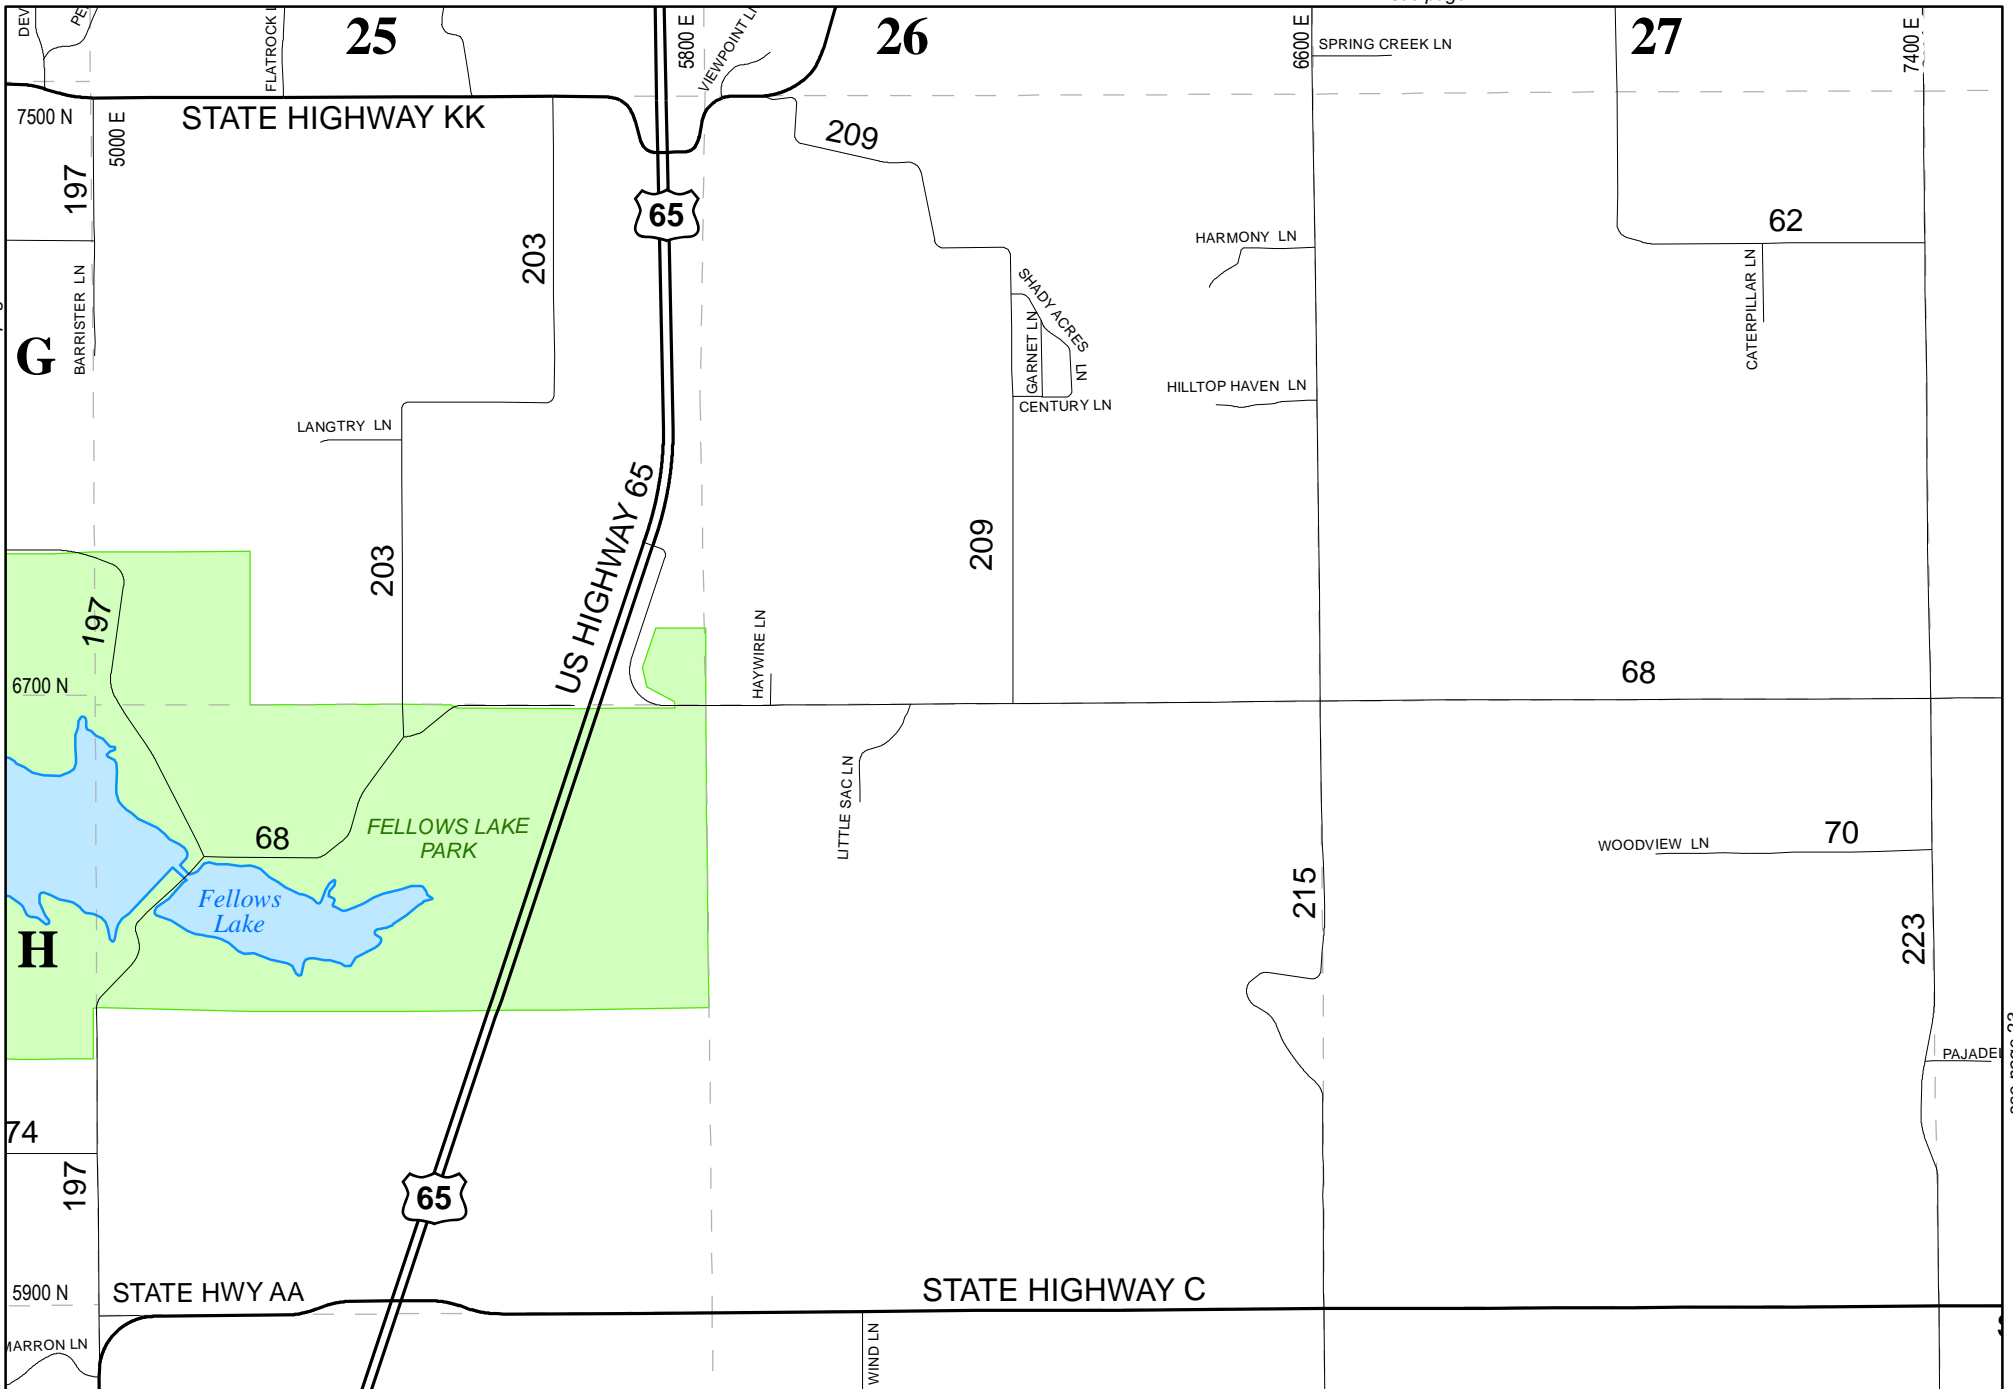 25
26
27
5800 E
6600 E
7400 E
FLATROCK
VIEWPOINT LN
SPRING CREEK LN
7500 N
5000 E
STATE HIGHWAY KK
209
197
65
203
62
HARMONY LN
BARRISTER LN
SHADY ACRES LN
GARNET LN
CATERPILLAR LN
G
HILLTOP HAVEN LN
CENTURY LN
LANGTRY LN
US HIGHWAY 65
203
209
197
HAYWIRE LN
6700 N
68
LITTLE SAC LN
68
FELLOWS LAKE
PARK
70
WOODVIEW LN
Fellows
Lake
215
223
H
PAJADE
74
197
65
5900 N
STATE HWY AA
STATE HIGHWAY C
ARRON LN
WIND LN